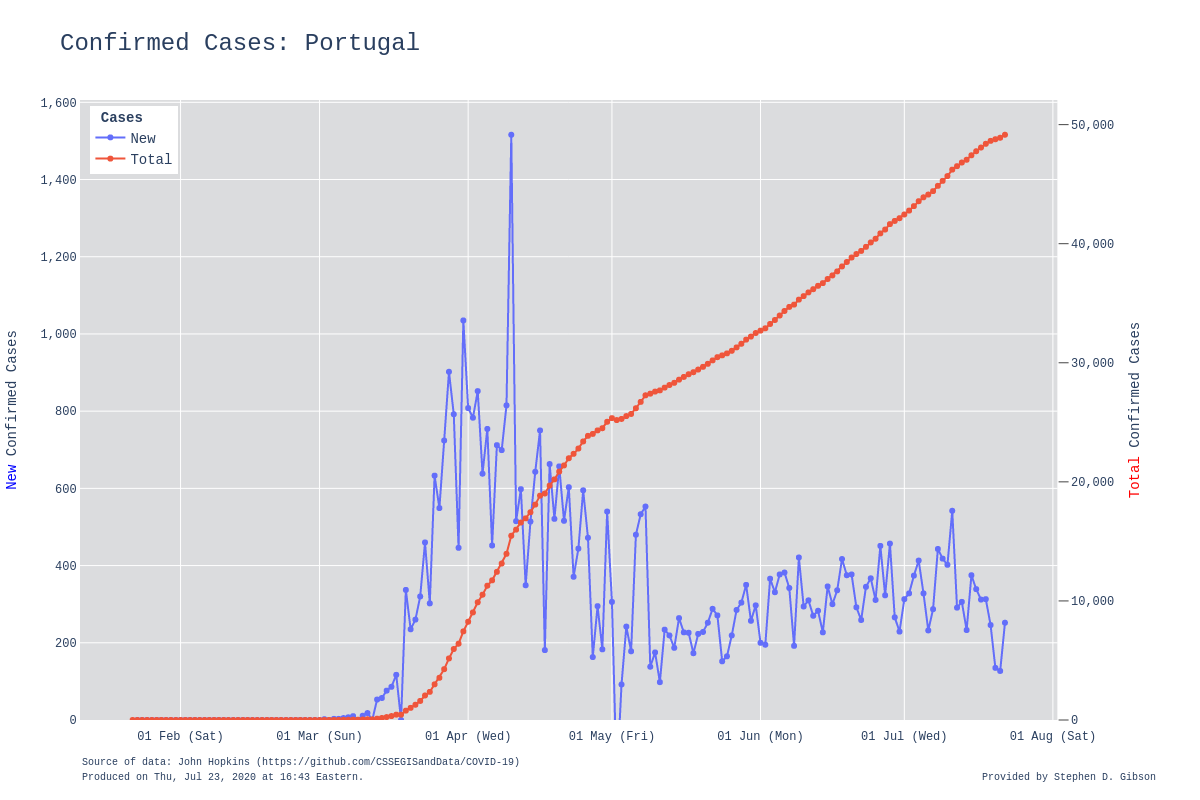 Confirmed Cases: Portugal
Cases
New
Total
1,600
1,400
1,200
1,000
800
600
400
200
0
50,000
40,000
30,000
20,000
10,000
0
New Confirmed Cases
Total Confirmed Cases
01 Feb (Sat)
01 Mar (Sun)
01 Apr (Wed)
01 May (Fri)
01 Jun (Mon)
01 Jul (Wed)
01 Aug (Sat)
Source of data: John Hopkins (https://github.com/CSSEGISandData/COVID-19)
Produced on Thu, Jul 23, 2020 at 16:43 Eastern.
Provided by Stephen D. Gibson